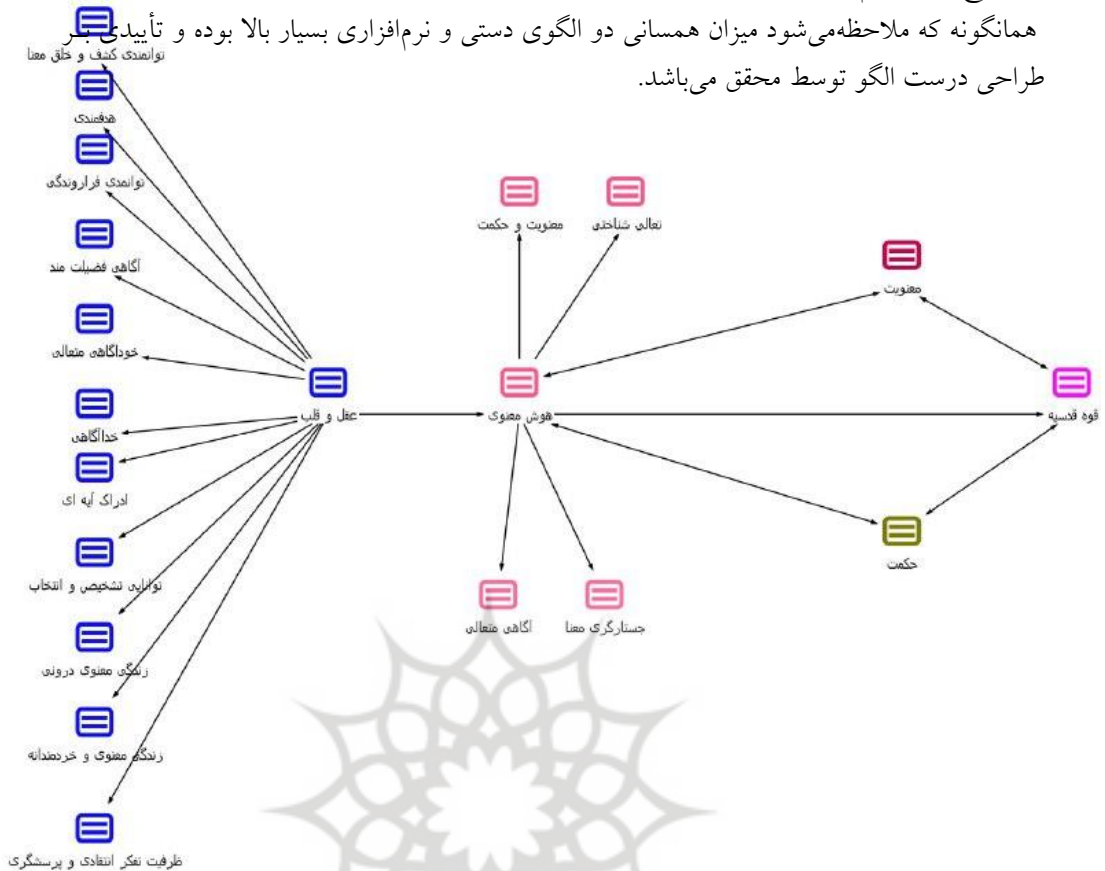 همانگونه که ملاحظه‌می‌شود میزان همسانی دو الگوی دستی و نرم‌افزاری بسیار بالا بوده و تأییدی بـر
طراحی درست الگو توسط محقق می‌باشد.
توانمندی کشف و خلق معنا
هدفمندی
توانمدی فراروندگی
آگاهی فضیلت مند
خوداگاهی متعالی
خداآگاهی
ادراک آیه ای
توانایی تشخیص و انتخاب
زندگی معنوی درونی
زندگی معنوی و خردمندانه
ظرفیت تفکر انتقادی و پرسشگری
عقل و قلب
معنویت و حکمت
تعالی شناختی
هوش معنوی
آگاهی متعالی
جستارگری معنا
معنویت
قوه قدسیه
حکمت